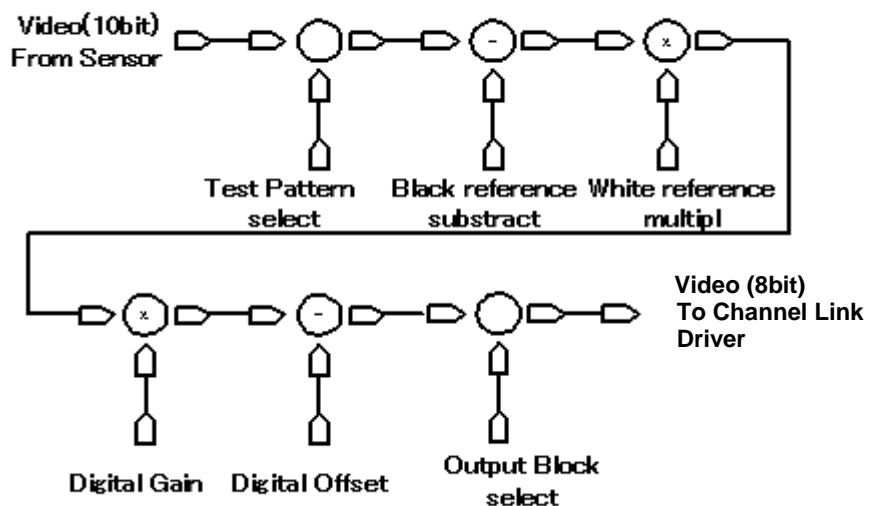 Video(10bit)
From Sensor
-
x
Test Pattern
select
Black reference
substract
White reference
multipl
x
-
Video (8bit)
To Channel Link
Driver
Digital Gain
Digital Offset
Output Block
select